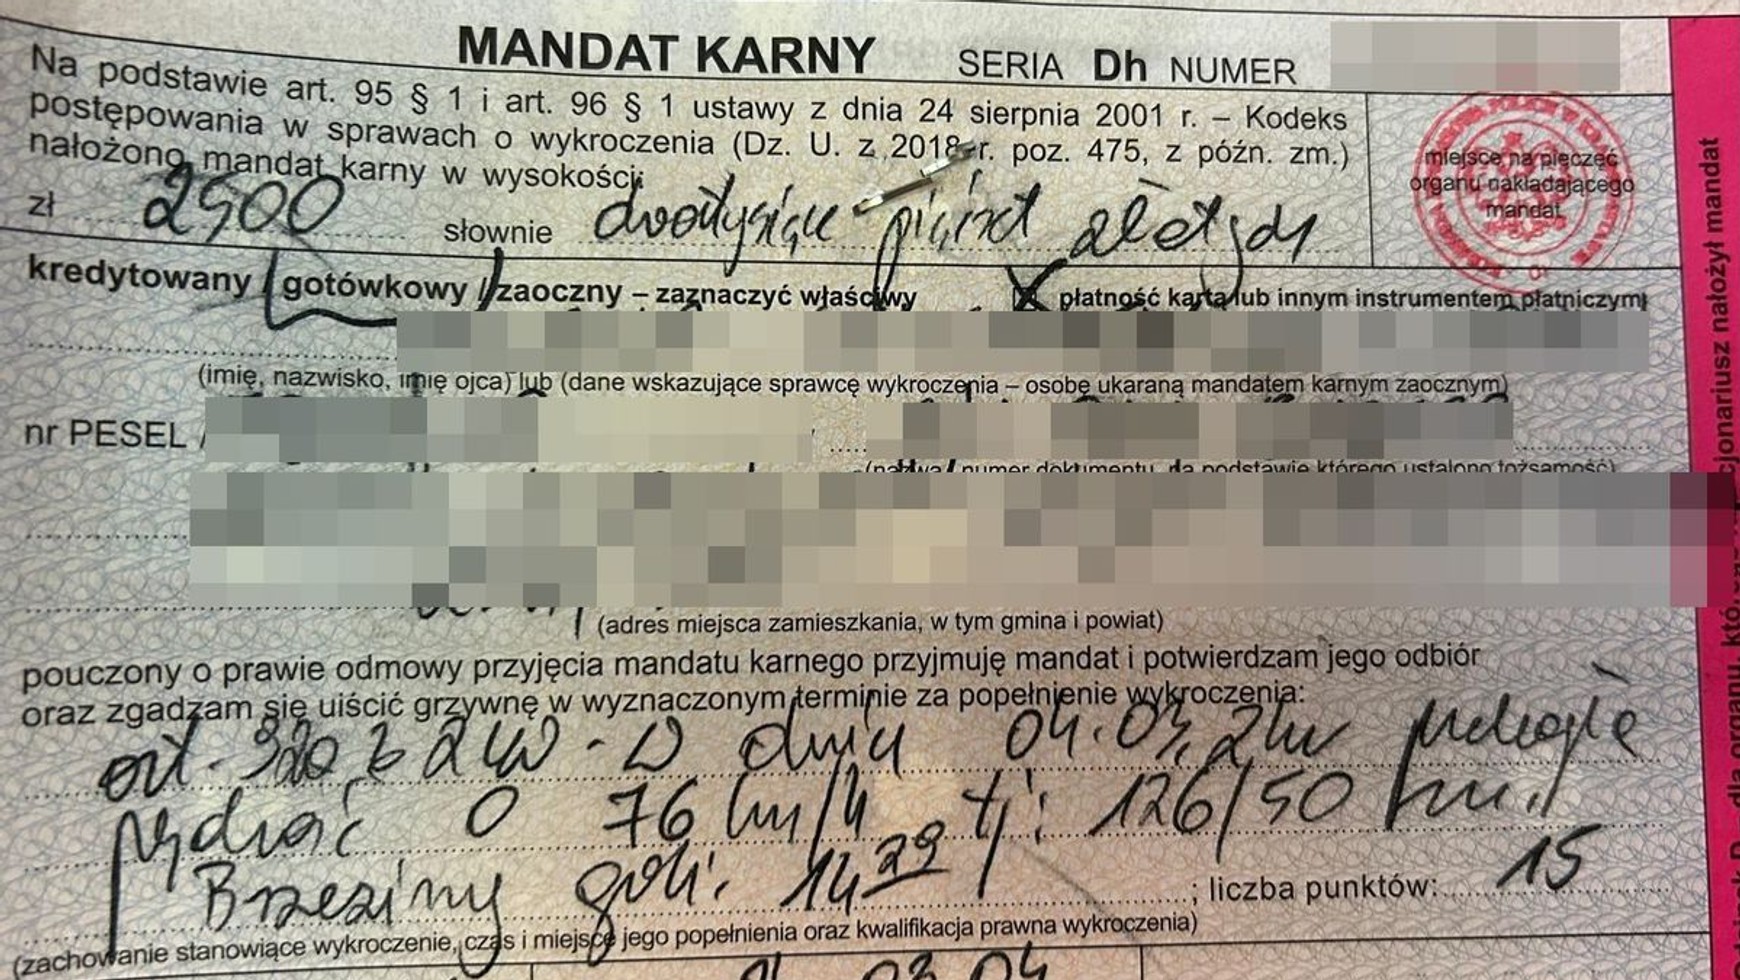 MANDAT KARNY SERIA Dh NUMER
Na podstawie art. 95 § 1 i art. 96 § 1 ustawy z dnia 24 sierpnia 2001 r. – Kodeks
postępowania w sprawach o wykroczenia (Dz. U. z 2018 r. poz. 475, z późn. zm.)
nałożono mandat karny w wysokości:
miejsce na pieczęć
organu nakładającego
mandat
zł 2500 słownie dwatysiące pięćset złotych
kredytowany / gotówkowy / zaoczny – zaznaczyć właściwy płatność kartą lub innym instrumentem płatniczym
(imię, nazwisko, imię ojca) lub (dane wskazujące sprawcę wykroczenia – osobę ukaraną mandatem karnym zaocznym)
nr PESEL
(nazwa / numer dokumentu, na podstawie którego ustalono tożsamość)
(adres miejsca zamieszkania, w tym gmina i powiat)
pouczony o prawie odmowy przyjęcia mandatu karnego przyjmuję mandat i potwierdzam jego odbiór
oraz zgadzam się uiścić grzywnę w wyznaczonym terminie za popełnienie wykroczenia:
W dniu 04.03.24r
prędkość o 76 km/h tj: 126/50
Brzeziny godz. 14 29 ; liczba punktów: 15
(zachowanie stanowiące wykroczenie, czas i miejsce jego popełnienia oraz kwalifikacja prawna wykroczenia)
jonariusz nałożył mandat